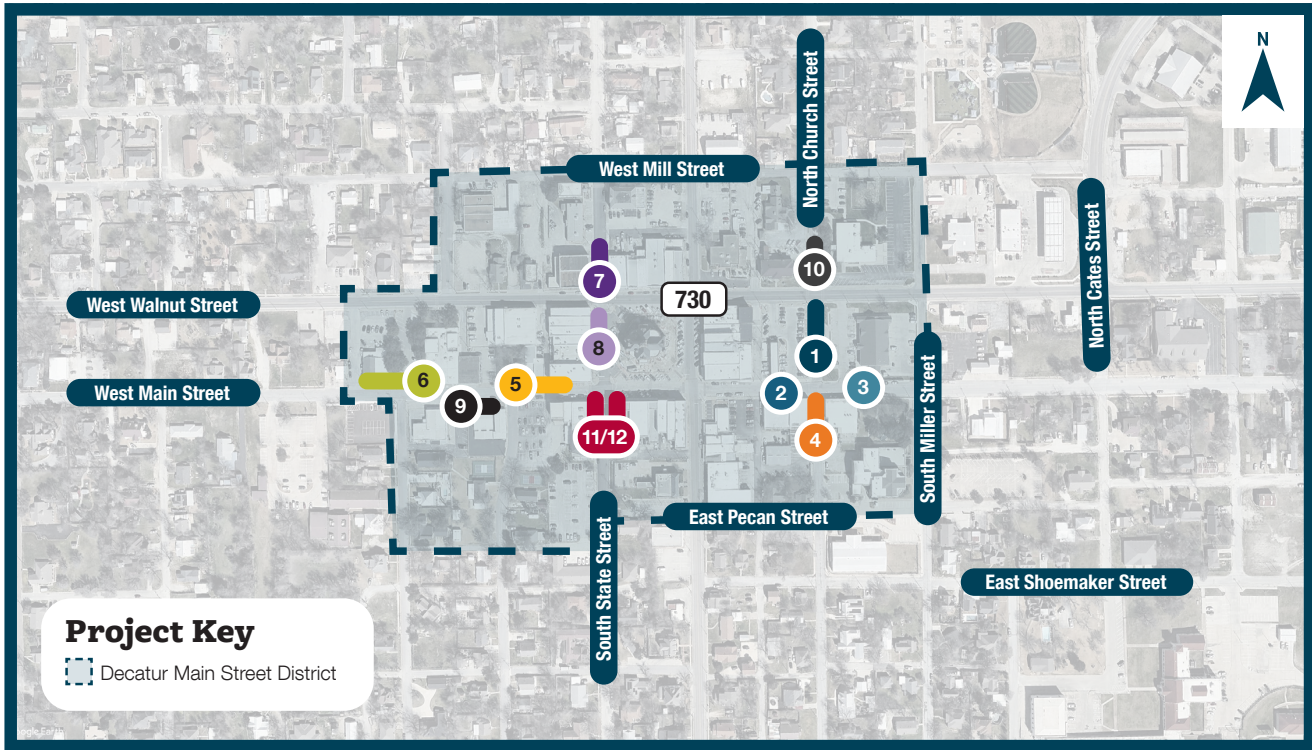 N
North Church Street
West Mill Street
10
7
730
North Cates Street
West Walnut Street
8
1
6
5
2
3
West Main Street
9
11/12
4
South Miller Street
East Pecan Street
South State Street
East Shoemaker Street
Project Key
Decatur Main Street District